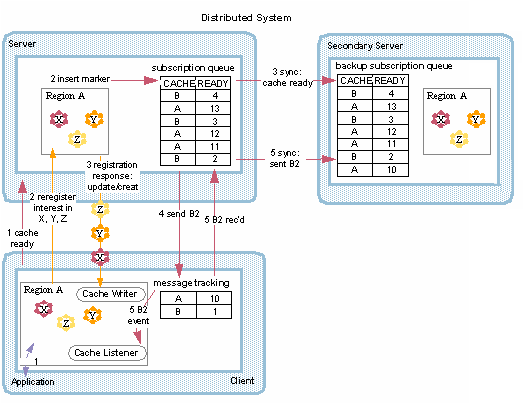 Distributed System
Server
subscription queue
2 insert marker
CACHE READY
B 4
A 13
B 3
A 12
A 11
B 2
Region A
X
Y
Z
3 sync:
cache ready
5 sync:
sent B2
Secondary Server
backup subscription queue
CACHE READY
B 4
A 13
B 3
A 12
A 11
B 2
A 10
Region A
X
Y
Z
3 registration
response:
update/creat
2 reregister
interest in
X, Y, Z
1 cache
ready
Z
Y
X
4 send B2
5 B2 rec'd
Region A
X
Z
Y
Cache Writer
message tracking
A 10
B 1
5 B2
event
Cache Listener
1
Application
Client